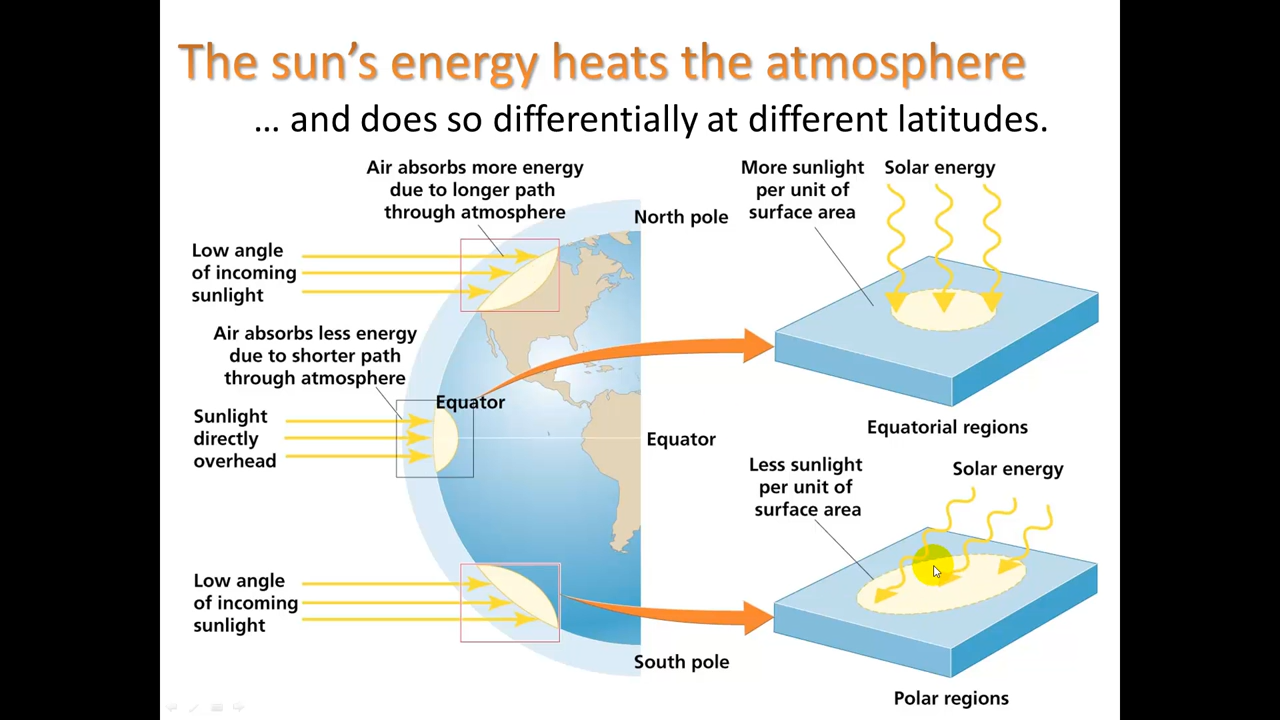 The sun's energy heats the atmosphere
… and does so differentially at different latitudes.
Air absorbs more energy
due to longer path
through atmosphere
North pole
Low angle
of incoming
sunlight
Air absorbs less energy
due to shorter path
through atmosphere
Equator
Sunlight
directly
overhead
Equator
Low angle
of incoming
sunlight
South pole
More sunlight
per unit of
surface area
Solar energy
Equatorial regions
Less sunlight
per unit of
surface area
Solar energy
Polar regions